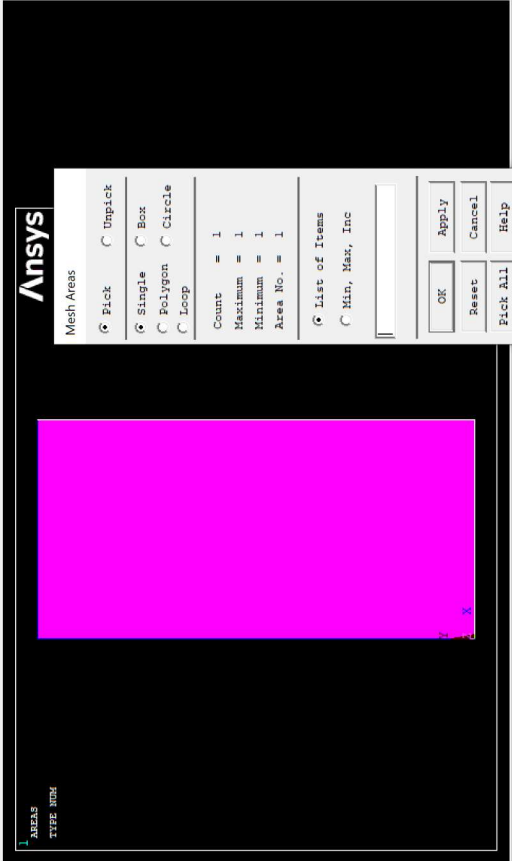 1
AREAS
TYPE NUM
Ansys
Mesh Areas
Pick Unpick
Single Box
Polygon Circle
Loop
Count = 1
Maximum = 1
Minimum = 1
Area No. = 1
List of Items
Min, Max, Inc
OK Apply
Reset Cancel
Pick All Help
Y
X